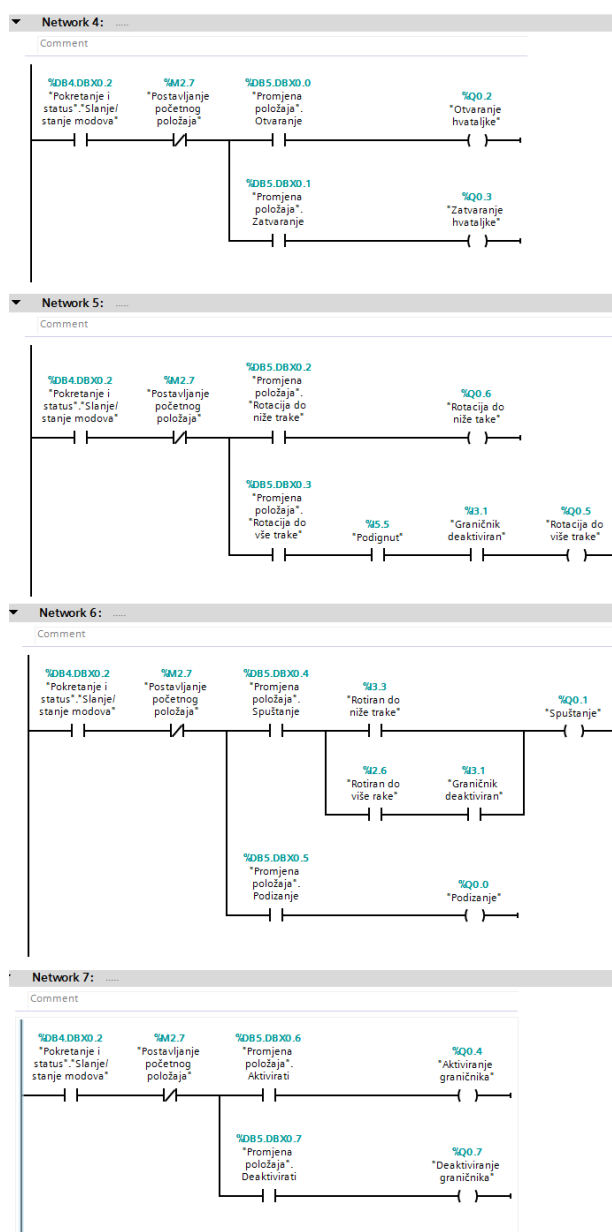 Network 4: .....
Comment
%DB4.DBX0.2 %M2.7 %DB5.DBX0.0
"Pokretanje i "Postavljanje "Promjena %Q0.2
status"."Slanje/ početnog položaja". "Otvaranje
stanje modova" položaja" Otvaranje hvataljke"
%DB5.DBX0.1
"Promjena %Q0.3
položaja". "Zatvaranje
Zatvaranje hvataljke"
Network 5: .....
Comment
%DB5.DBX0.2
%DB4.DBX0.2 %M2.7 "Promjena
"Pokretanje i "Postavljanje položaja". %Q0.6
status"."Slanje/ početnog "Rotacija do "Rotacija do
stanje modova" položaja" niže trake" niže take"
%DB5.DBX0.3
"Promjena
položaja". %I3.1 %Q0.5
"Rotacija do %I5.5 "Graničnik "Rotacija do
vše trake" "Podignut" deaktiviran" više trake"
Network 6: .....
Comment
%DB4.DBX0.2 %M2.7 %DB5.DBX0.4
"Pokretanje i "Postavljanje "Promjena %I3.3
status"."Slanje/ početnog položaja". "Rotiran do %Q0.1
stanje modova" položaja" Spuštanje niže trake" "Spuštanje"
%I2.6 %I3.1
"Rotiran do "Graničnik
više rake" deaktiviran"
%DB5.DBX0.5
"Promjena
položaja". %Q0.0
Podizanje "Podizanje"
Network 7: .....
Comment
%DB4.DBX0.2 %M2.7 %DB5.DBX0.6
"Pokretanje i "Postavljanje "Promjena %Q0.4
status"."Slanje/ početnog položaja". "Aktiviranje
stanje modova" položaja" Aktivirati graničnika"
%DB5.DBX0.7
"Promjena %Q0.7
položaja". "Deaktiviranje
Deaktivirati graničnika"